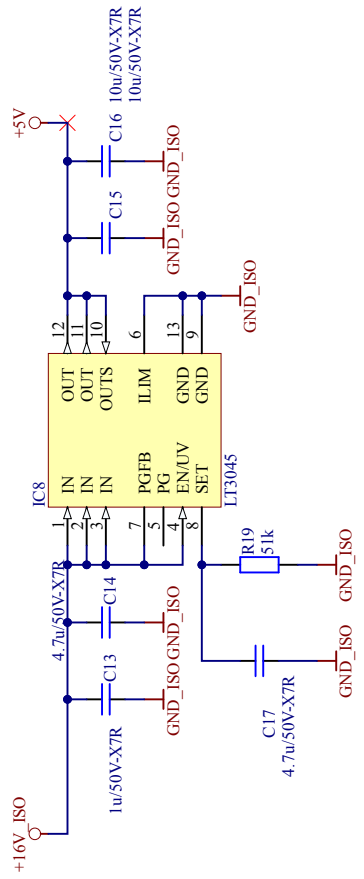 +16V_ISO
1u/50V-X7R
C13
GND_ISO
4.7u/50V-X7R
C14
GND_ISO
C17
4.7u/50V-X7R
GND_ISO
R19
51k
GND_ISO
IC8
LT3045
1
IN
2
IN
3
IN
7
PGFB
5
PG
4
EN/UV
8
SET
OUT
12
OUT
11
OUTS
10
ILIM
6
GND
13
GND
9
GND_ISO
C15
GND_ISO
C16
GND_ISO
10u/50V-X7R
10u/50V-X7R
+5V